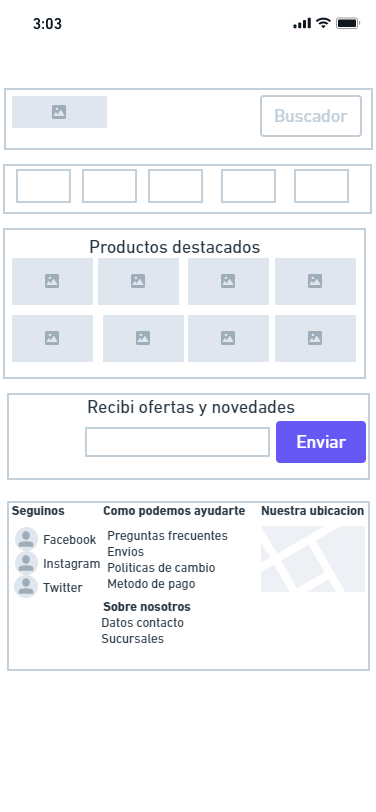 3:03
Buscador
Productos destacados
Recibi ofertas y novedades
Enviar
Seguinos
Facebook
Instagram
Twitter
Como podemos ayudarte
Preguntas frecuentes
Envios
Politicas de cambio
Metodo de pago
Sobre nosotros
Datos contacto
Sucursales
Nuestra ubicacion